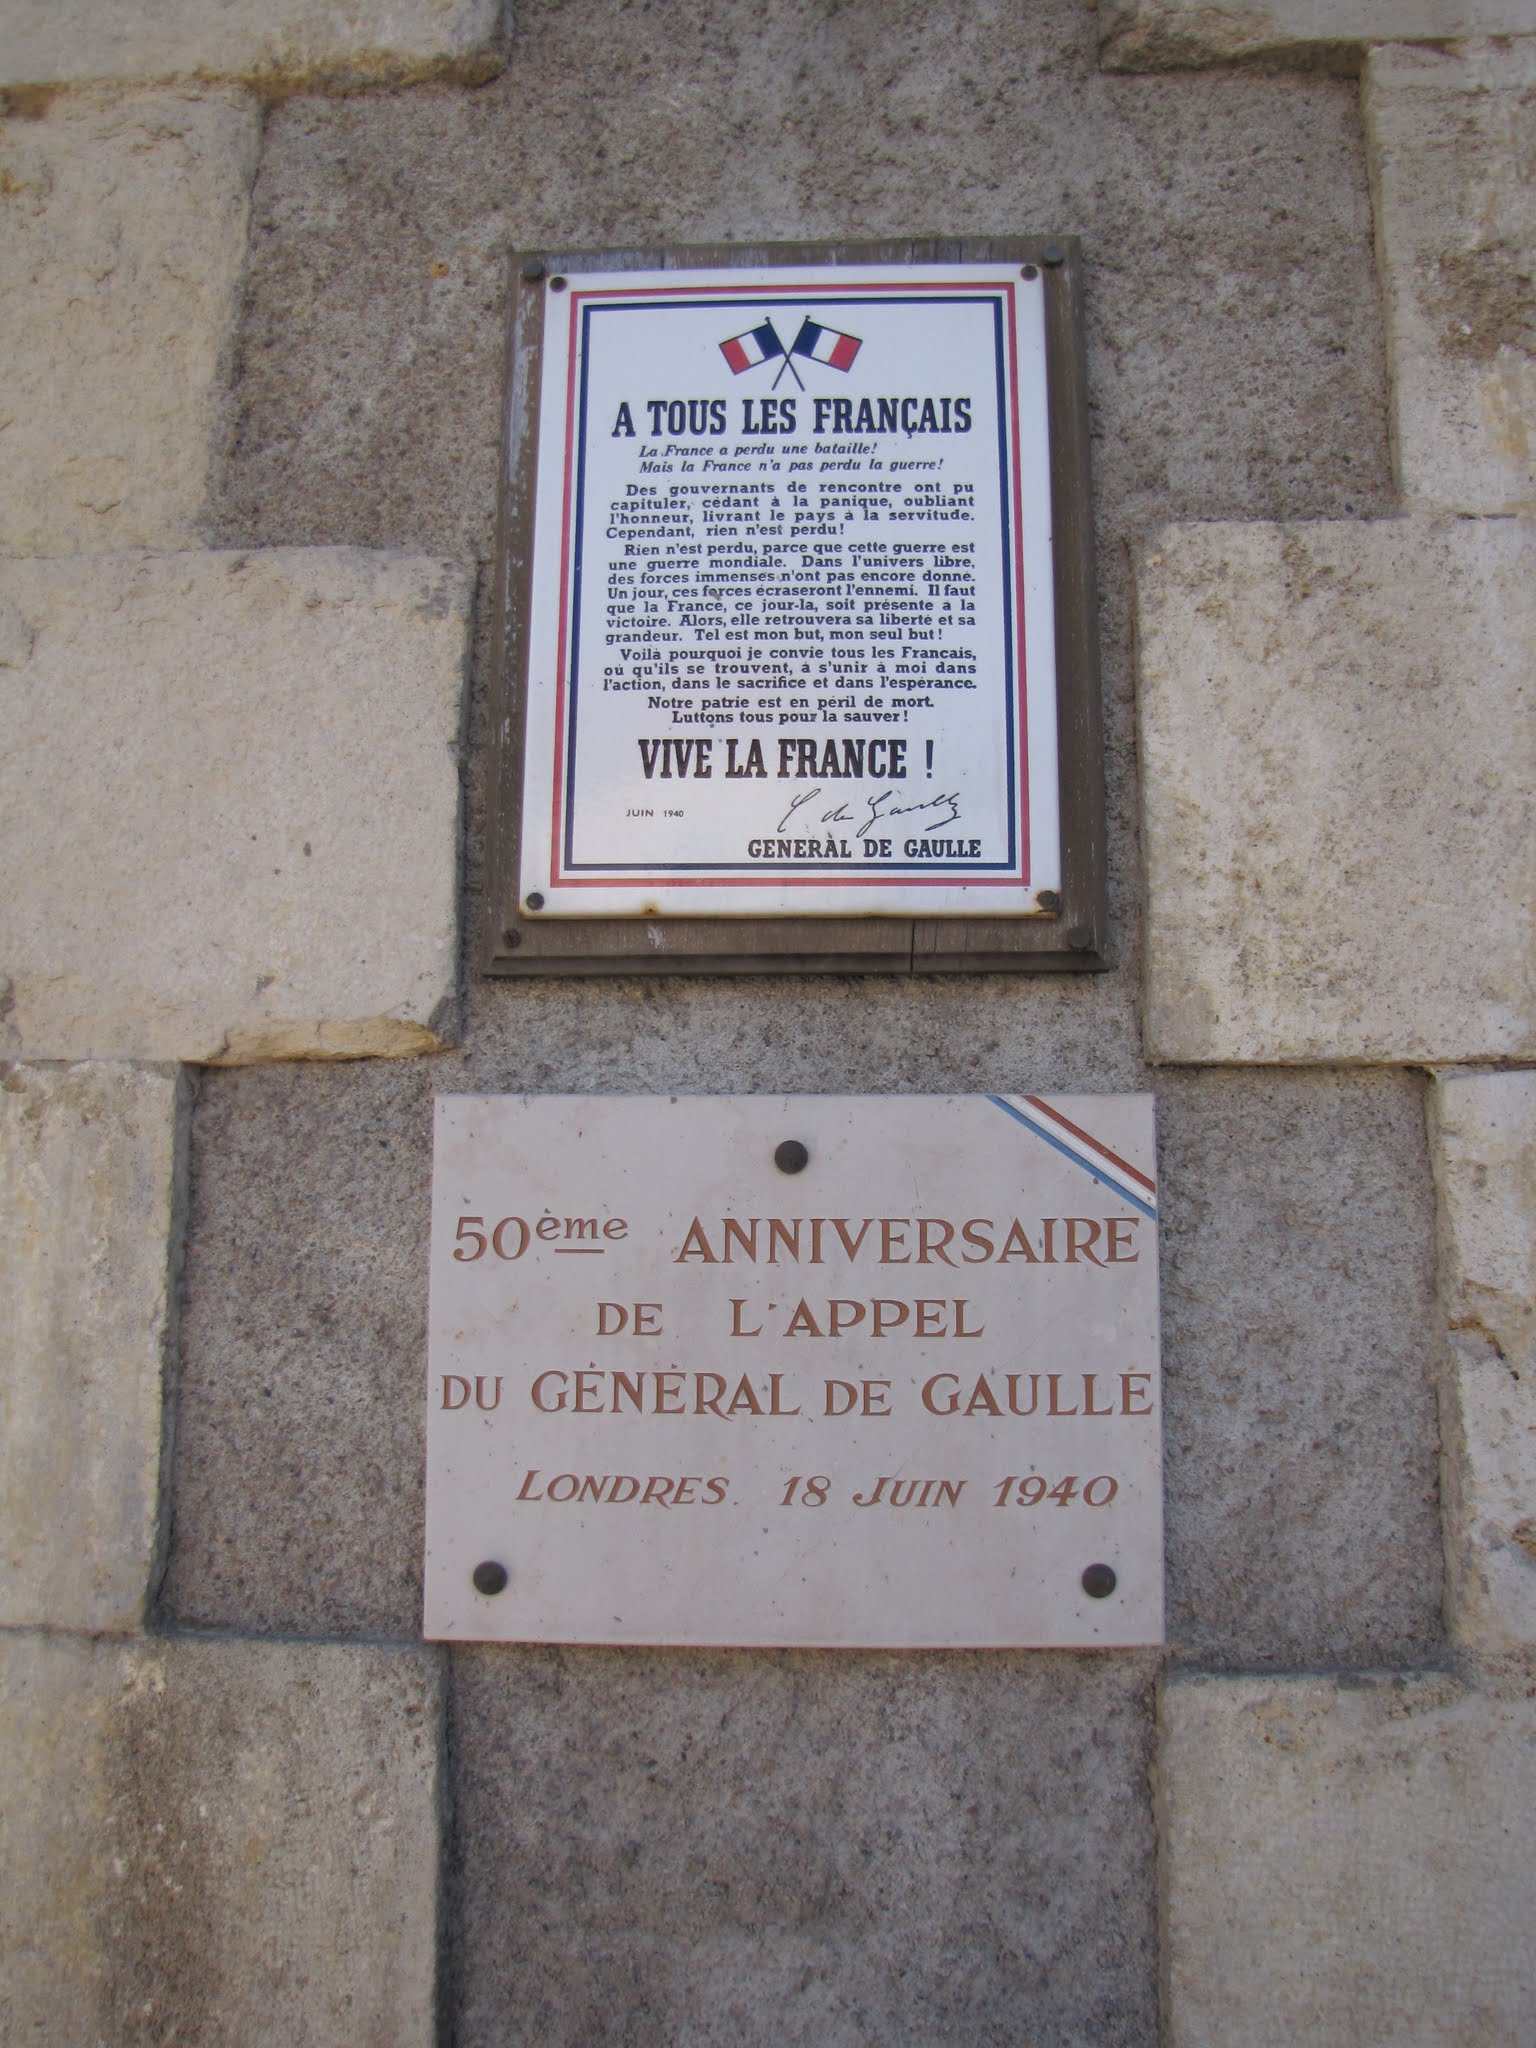 A TOUS LES FRANÇAIS
La France a perdu une bataille!
Mais la France n'a pas perdu la guerre!
Des gouvernants de rencontre ont pu
capituler, cédant à la panique, oubliant
l'honneur, livrant le pays à la servitude.
Cependant, rien n'est perdu!
Rien n'est perdu, parce que cette guerre est
une guerre mondiale. Dans l'univers libre,
des forces immenses n'ont pas encore donné.
Un jour, ces forces écraseront l'ennemi. Il faut
que la France, ce jour-la, soit présente à la
victoire. Alors, elle retrouvera sa liberté et sa
grandeur. Tel est mon but, mon seul but!
Voilà pourquoi je convie tous les Francais,
où qu'ils se trouvent, à s'unir à moi dans
l'action, dans le sacrifice et dans l'espérance.
Notre patrie est en péril de mort.
Luttons tous pour la sauver!
VIVE LA FRANCE !
C de Gaulle
JUIN 1940
GENERAL DE GAULLE
50ème ANNIVERSAIRE
DE L'APPEL
DU GÉNÉRAL DE GAULLE
LONDRES. 18 JUIN 1940